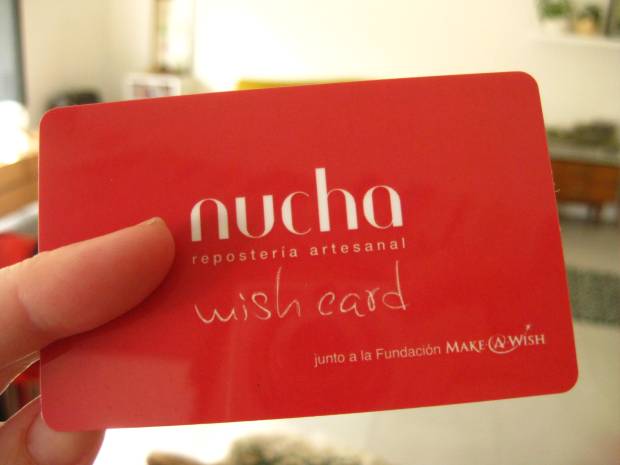 nucha
repostería artesanal
wish card
junto a la Fundación MAKE-A-WISH